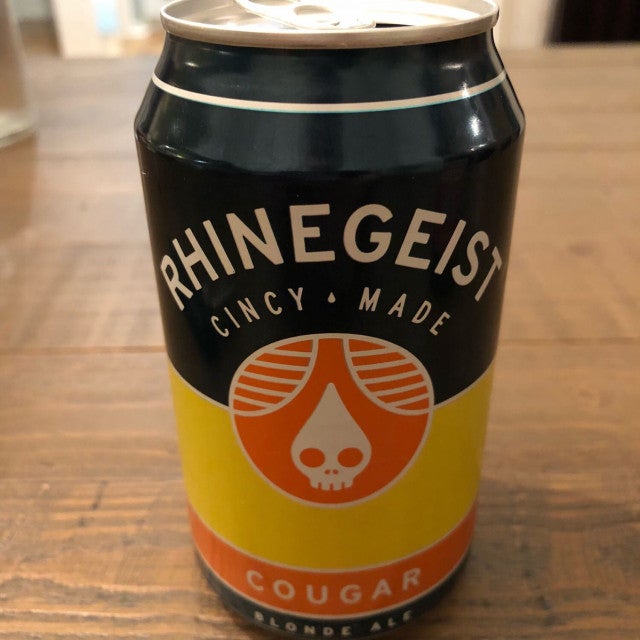 RHINEGEIST
CINCY • MADE
COUGAR
BLONDE ALE